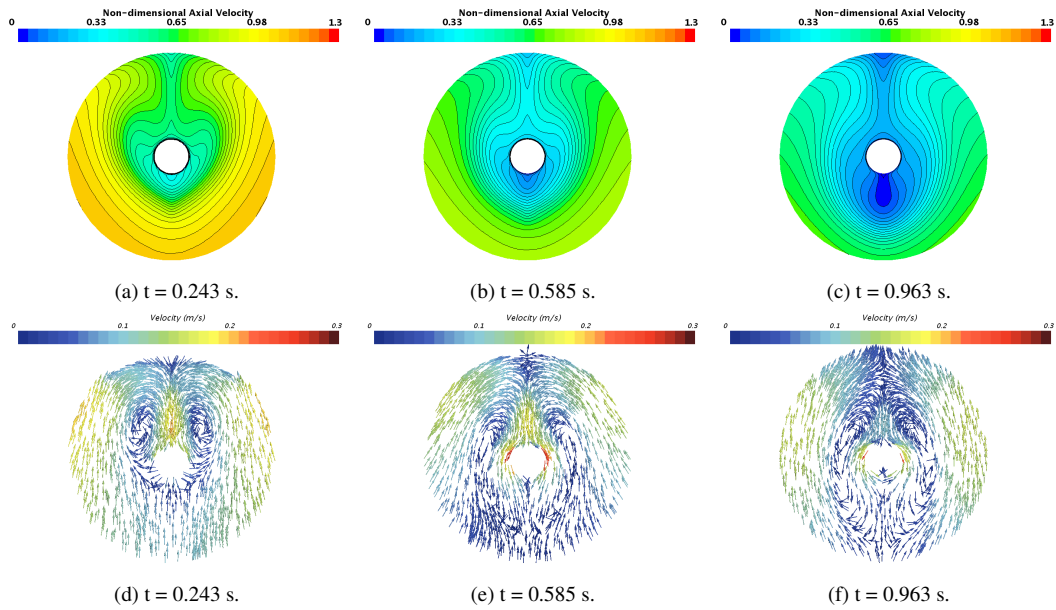 Non-dimensional Axial Velocity
0 0.33 0.65 0.98 1.3
Non-dimensional Axial Velocity
0 0.33 0.65 0.98 1.3
Non-dimensional Axial Velocity
0 0.33 0.65 0.98 1.3
(a) t = 0.243 s.
(b) t = 0.585 s.
(c) t = 0.963 s.
Velocity (m/s)
0 0.1 0.2 0.3
Velocity (m/s)
0 0.1 0.2 0.3
Velocity (m/s)
0 0.1 0.2 0.3
(d) t = 0.243 s.
(e) t = 0.585 s.
(f) t = 0.963 s.